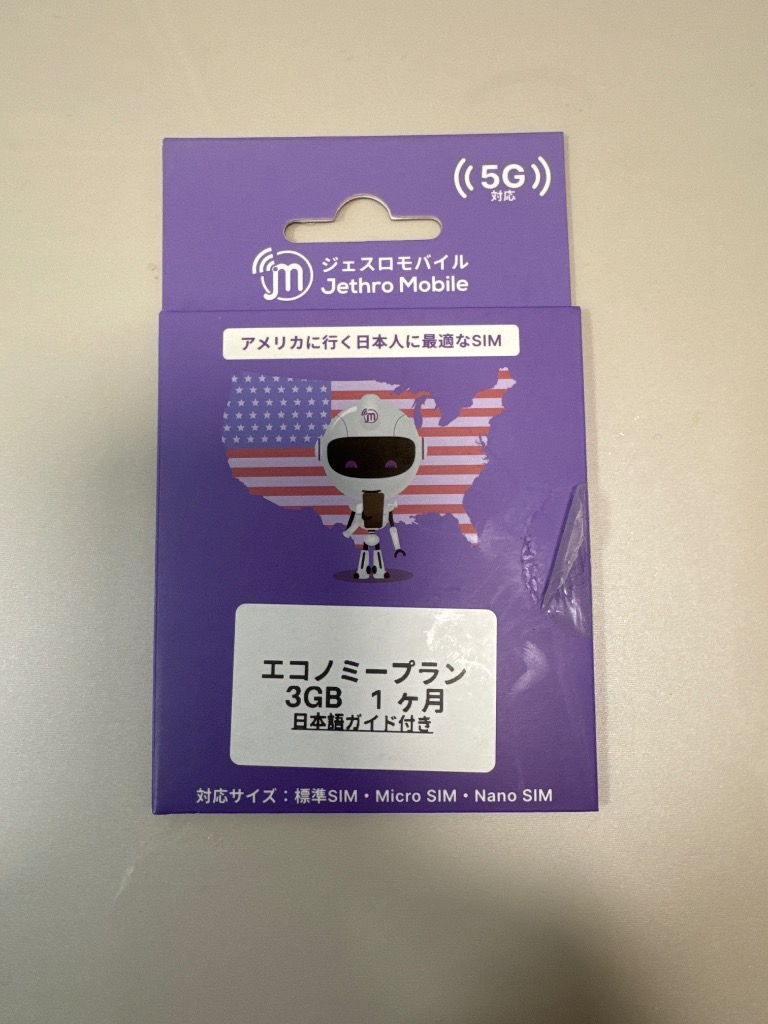 5G
対応
ジェスロモバイル
Jethro Mobile
アメリカに行く日本人に最適なSIM
エコノミープラン
3GB 1ヶ月
日本語ガイド付き
対応サイズ：標準SIM・Micro SIM・Nano SIM